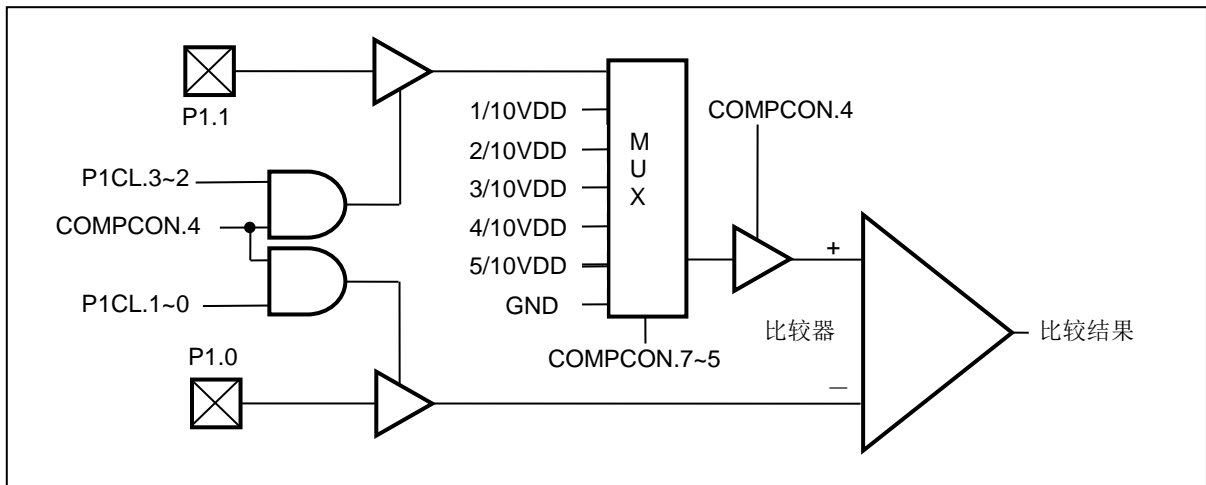 P1.1
1/10VDD
COMPCON.4
2/10VDD
MUX
P1CL.3~2
3/10VDD
COMPCON.4
4/10VDD
+
5/10VDD
P1CL.1~0
GND
比较器
比较结果
P1.0
COMPCON.7~5
—